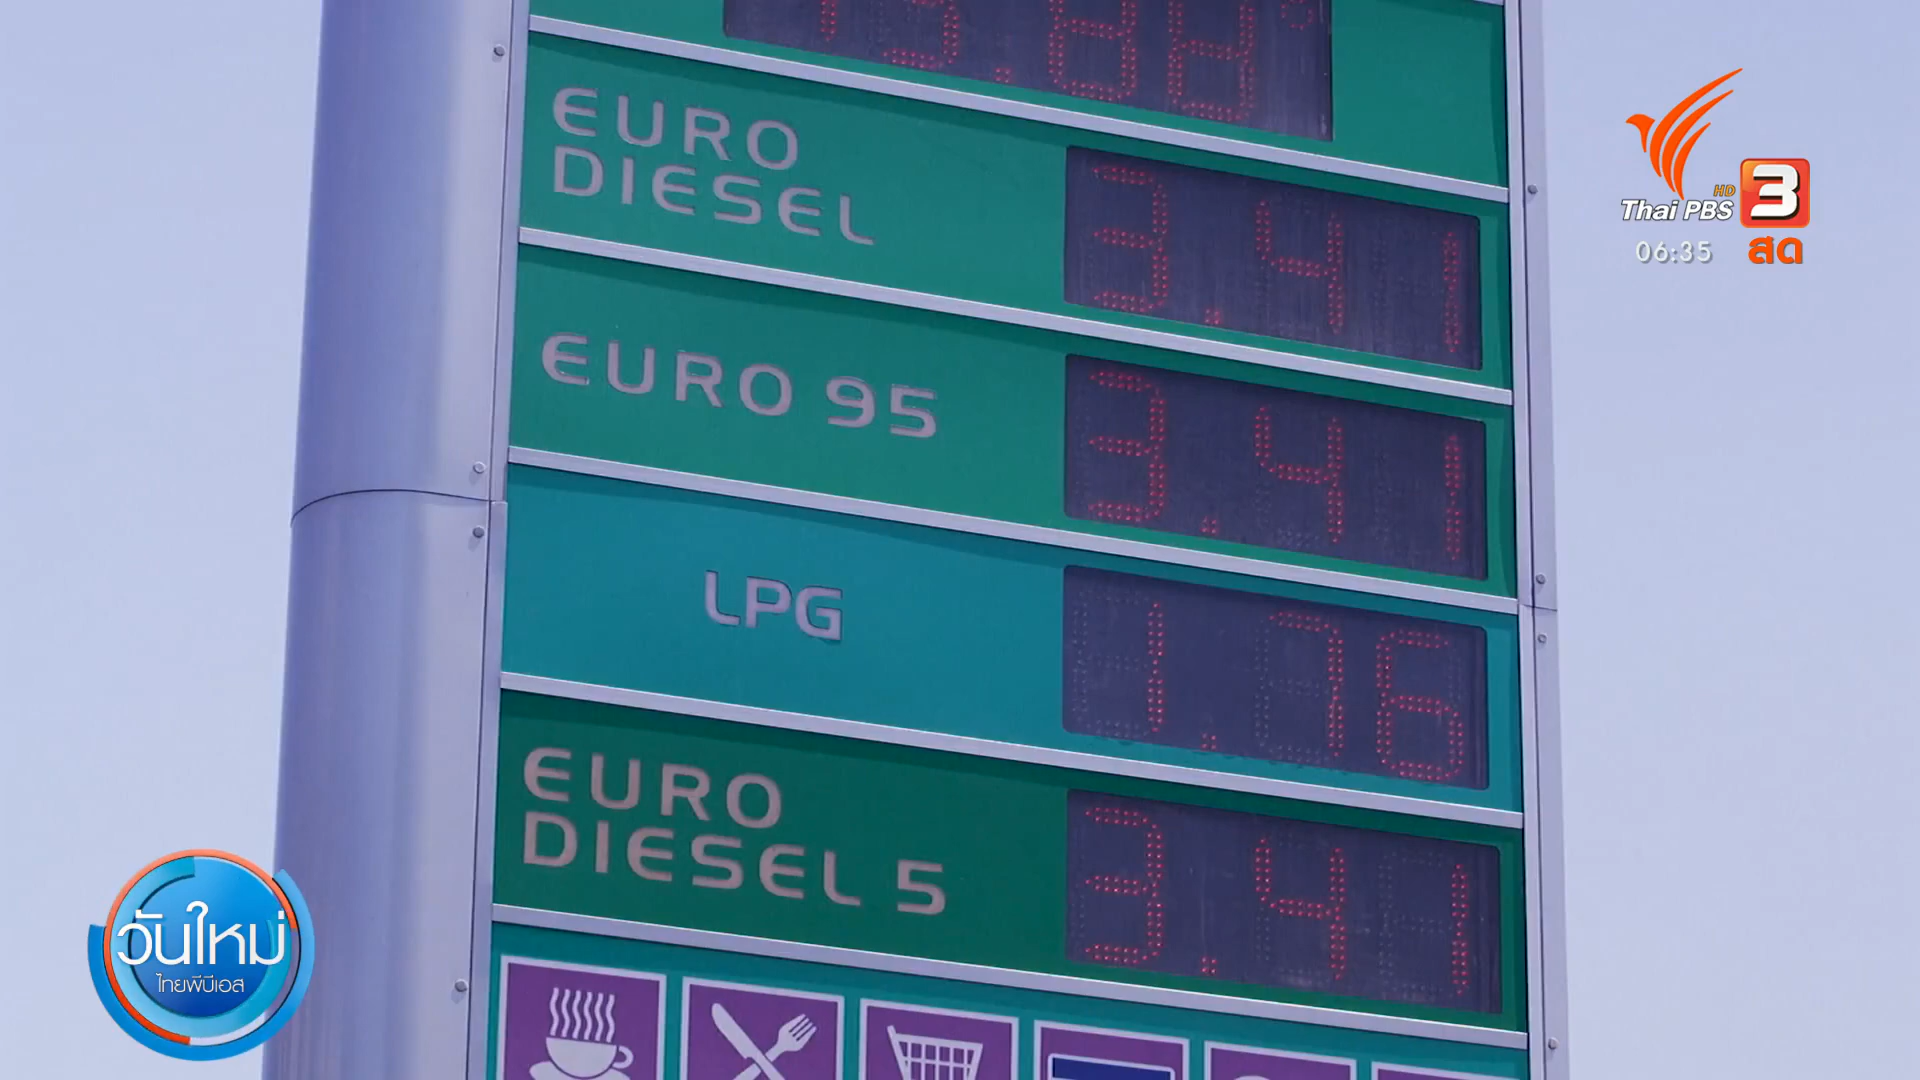 EURO
DIESEL
3.41
EURO 95
3.41
LPG
1.76
EURO
DIESEL 5
3.41
HD
Thai PBS
3
06:35
สด
วันใหม่
ไทยพีบีเอส